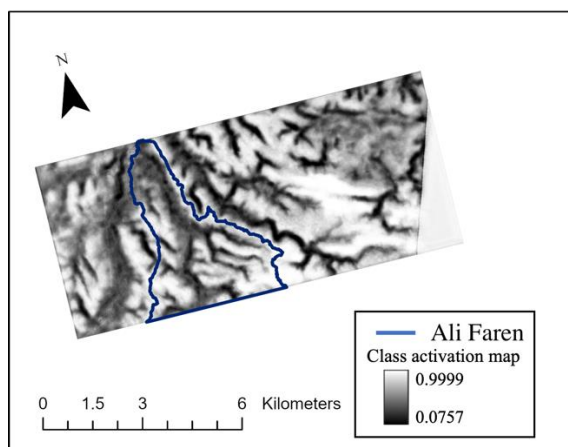 N
Ali Faren
Class activation map
0.9999
0.0757
0 1.5 3 6 Kilometers